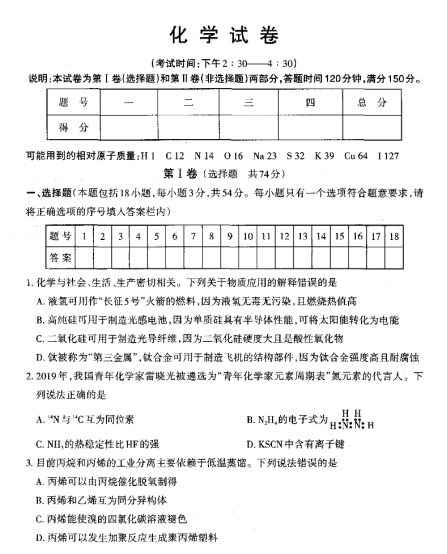 化学试卷
(考试时间:下午2:30——4:30)
说明:本试卷为第Ⅰ卷(选择题)和第Ⅱ卷(非选择题)两部分,答题时间120分钟,满分150分。
题 号 一 二 三 四 总 分
得 分
可能用到的相对原子质量:H 1 C 12 N 14 O 16 Na 23 S 32 K 39 Cu 64 I 127
第Ⅰ卷(选择题 共74分)
一、选择题(本题包括18小题,每小题3分,共54分。每小题只有一个选项符合题意要求,请
将正确选项的序号填入答案栏内)
题号 1 2 3 4 5 6 7 8 9 10 11 12 13 14 15 16 17 18
答案
1. 化学与社会、生活、生产密切相关。下列关于物质应用的解释错误的是
A. 液氢可用作“长征5号”火箭的燃料,因为液氢无毒无污染,且燃烧热值高
B. 高纯硅可用于制造光感电池,因为单质硅具有半导体性能,可将太阳能转化为电能
C. 二氧化硅可用于制造光导纤维,因为二氧化硅硬度大且是酸性氧化物
D. 钛被称为“第三金属”,钛合金可用于制造飞机的结构部件,因为钛合金强度高且耐腐蚀
2. 2019年,我国青年化学家雷晓光被遴选为“青年化学家元素周期表”氮元素的代言人。下
列说法正确的是
A. ¹⁴N与¹⁴C互为同位素 B. N₂H₄的电子式为 H H
H:N:N:H
C. NH₃的热稳定性比HF的强 D. KSCN中含有离子键
3. 目前丙烷和丙烯的工业分离主要依赖于低温蒸馏。下列说法错误的是
A. 丙烯可以由丙烷催化脱氢制得
B. 丙烯和乙烯互为同分异构体
C. 丙烯能使溴的四氯化碳溶液褪色
D. 丙烯可以发生加聚反应生成聚丙烯塑料